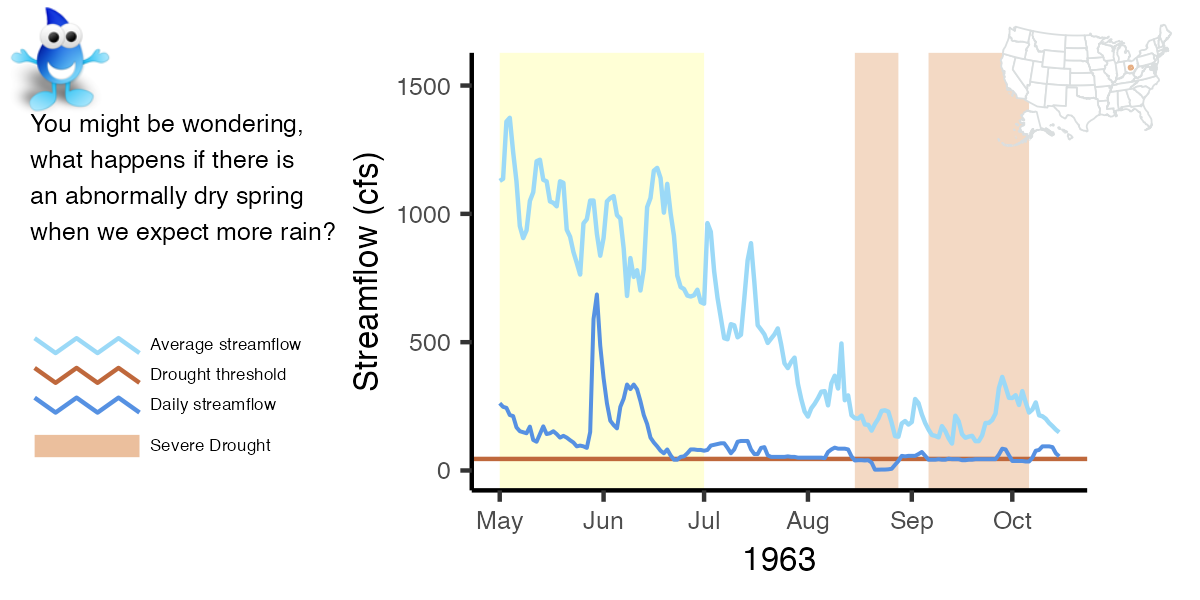 You might be wondering,
what happens if there is
an abnormally dry spring
when we expect more rain?
Average streamflow
Drought threshold
Daily streamflow
Severe Drought
Streamflow (cfs)
1500
1000
500
0
May Jun Jul Aug Sep Oct
1963